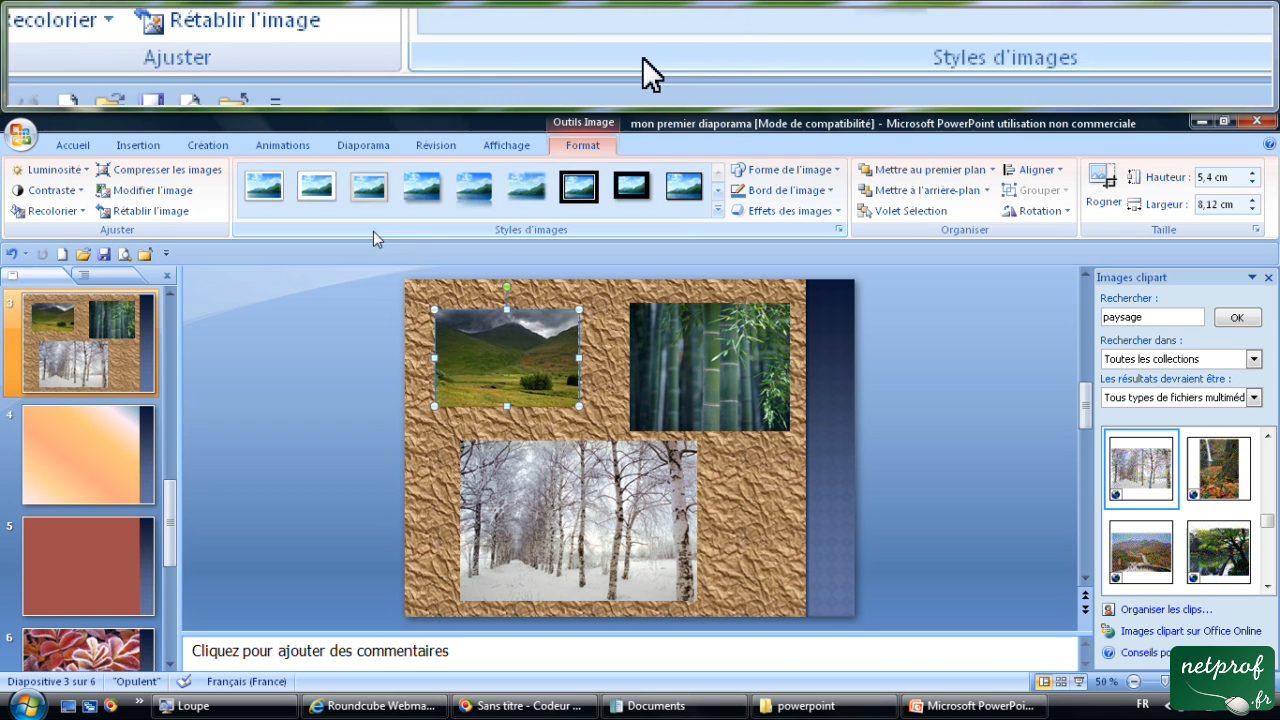 Recolorier Rétablir l'image
Ajuster Styles d'images
Outils Image mon premier diaporama [Mode de compatibilité] - Microsoft PowerPoint utilisation non commerciale
Accueil Insertion Création Animations Diaporama Révision Affichage Format
Luminosité Compresser les images Forme de l'image Mettre au premier plan Aligner Hauteur : 5,4 cm
Contraste Modifier l'image Bord de l'image Mettre à l'arrière-plan Grouper Rogner Largeur : 8,12 cm
Recolorier Rétablir l'image Effets des images Volet Sélection Rotation
Ajuster Styles d'images Organiser Taille
Images clipart
Rechercher :
paysage OK
Rechercher dans :
Toutes les collections
Les résultats devraient être :
Tous types de fichiers multiméd
3
4
5
6
Organiser les clips...
Images clipart sur Office Online
Conseils po
Cliquez pour ajouter des commentaires
Diapositive 3 sur 6 "Opulent" Français (France) 50 %
netprof
.fr
Loupe Roundcube Webma... Sans titre - Codeur ... Documents powerpoint Microsoft PowerPoi... FR